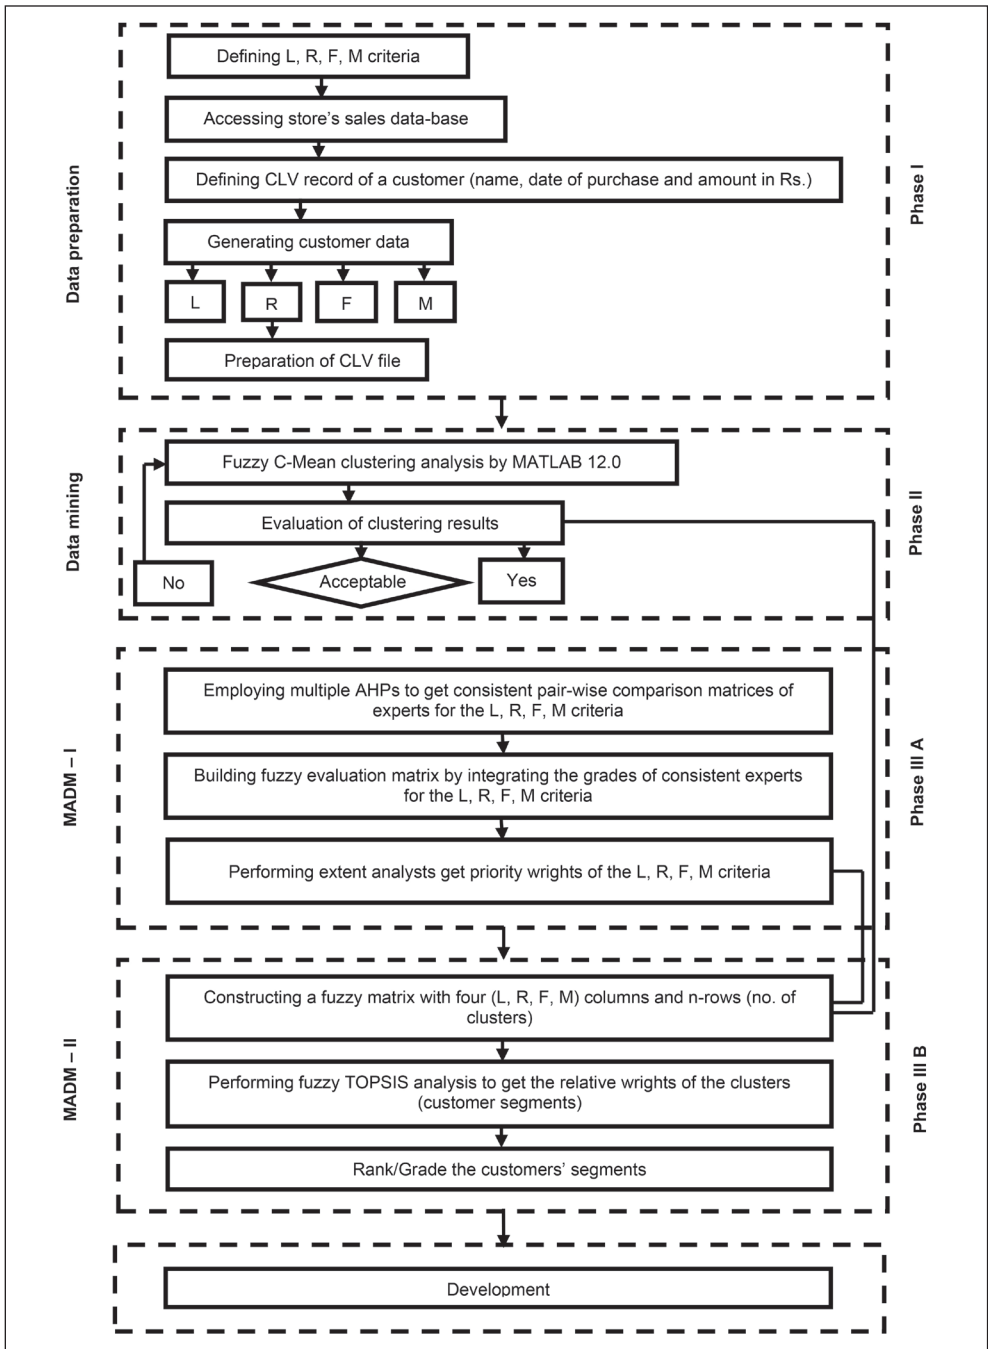 Defining L, R, F, M criteria
Accessing store's sales data-base
Defining CLV record of a customer (name, date of purchase and amount in Rs.)
Generating customer data
L
R
F
M
Preparation of CLV file
Data preparation
Phase I
Fuzzy C-Mean clustering analysis by MATLAB 12.0
Evaluation of clustering results
No
Acceptable
Yes
Data mining
Phase II
Employing multiple AHPs to get consistent pair-wise comparison matrices of
experts for the L, R, F, M criteria
Building fuzzy evaluation matrix by integrating the grades of consistent experts
for the L, R, F, M criteria
Performing extent analysts get priority wrights of the L, R, F, M criteria
MADM – I
Phase III A
Constructing a fuzzy matrix with four (L, R, F, M) columns and n-rows (no. of
clusters)
Performing fuzzy TOPSIS analysis to get the relative wrights of the clusters
(customer segments)
Rank/Grade the customers' segments
MADM – II
Phase III B
Development